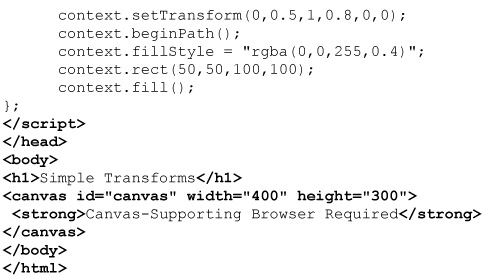 context.setTransform(0,0.5,1,0.8,0,0);
context.beginPath();
context.fillStyle = "rgba(0,0,255,0.4)";
context.rect(50,50,100,100);
context.fill();
};
</script>
</head>
<body>
<h1>Simple Transforms</h1>
<canvas id="canvas" width="400" height="300">
<strong>Canvas-Supporting Browser Required</strong>
</canvas>
</body>
</html>